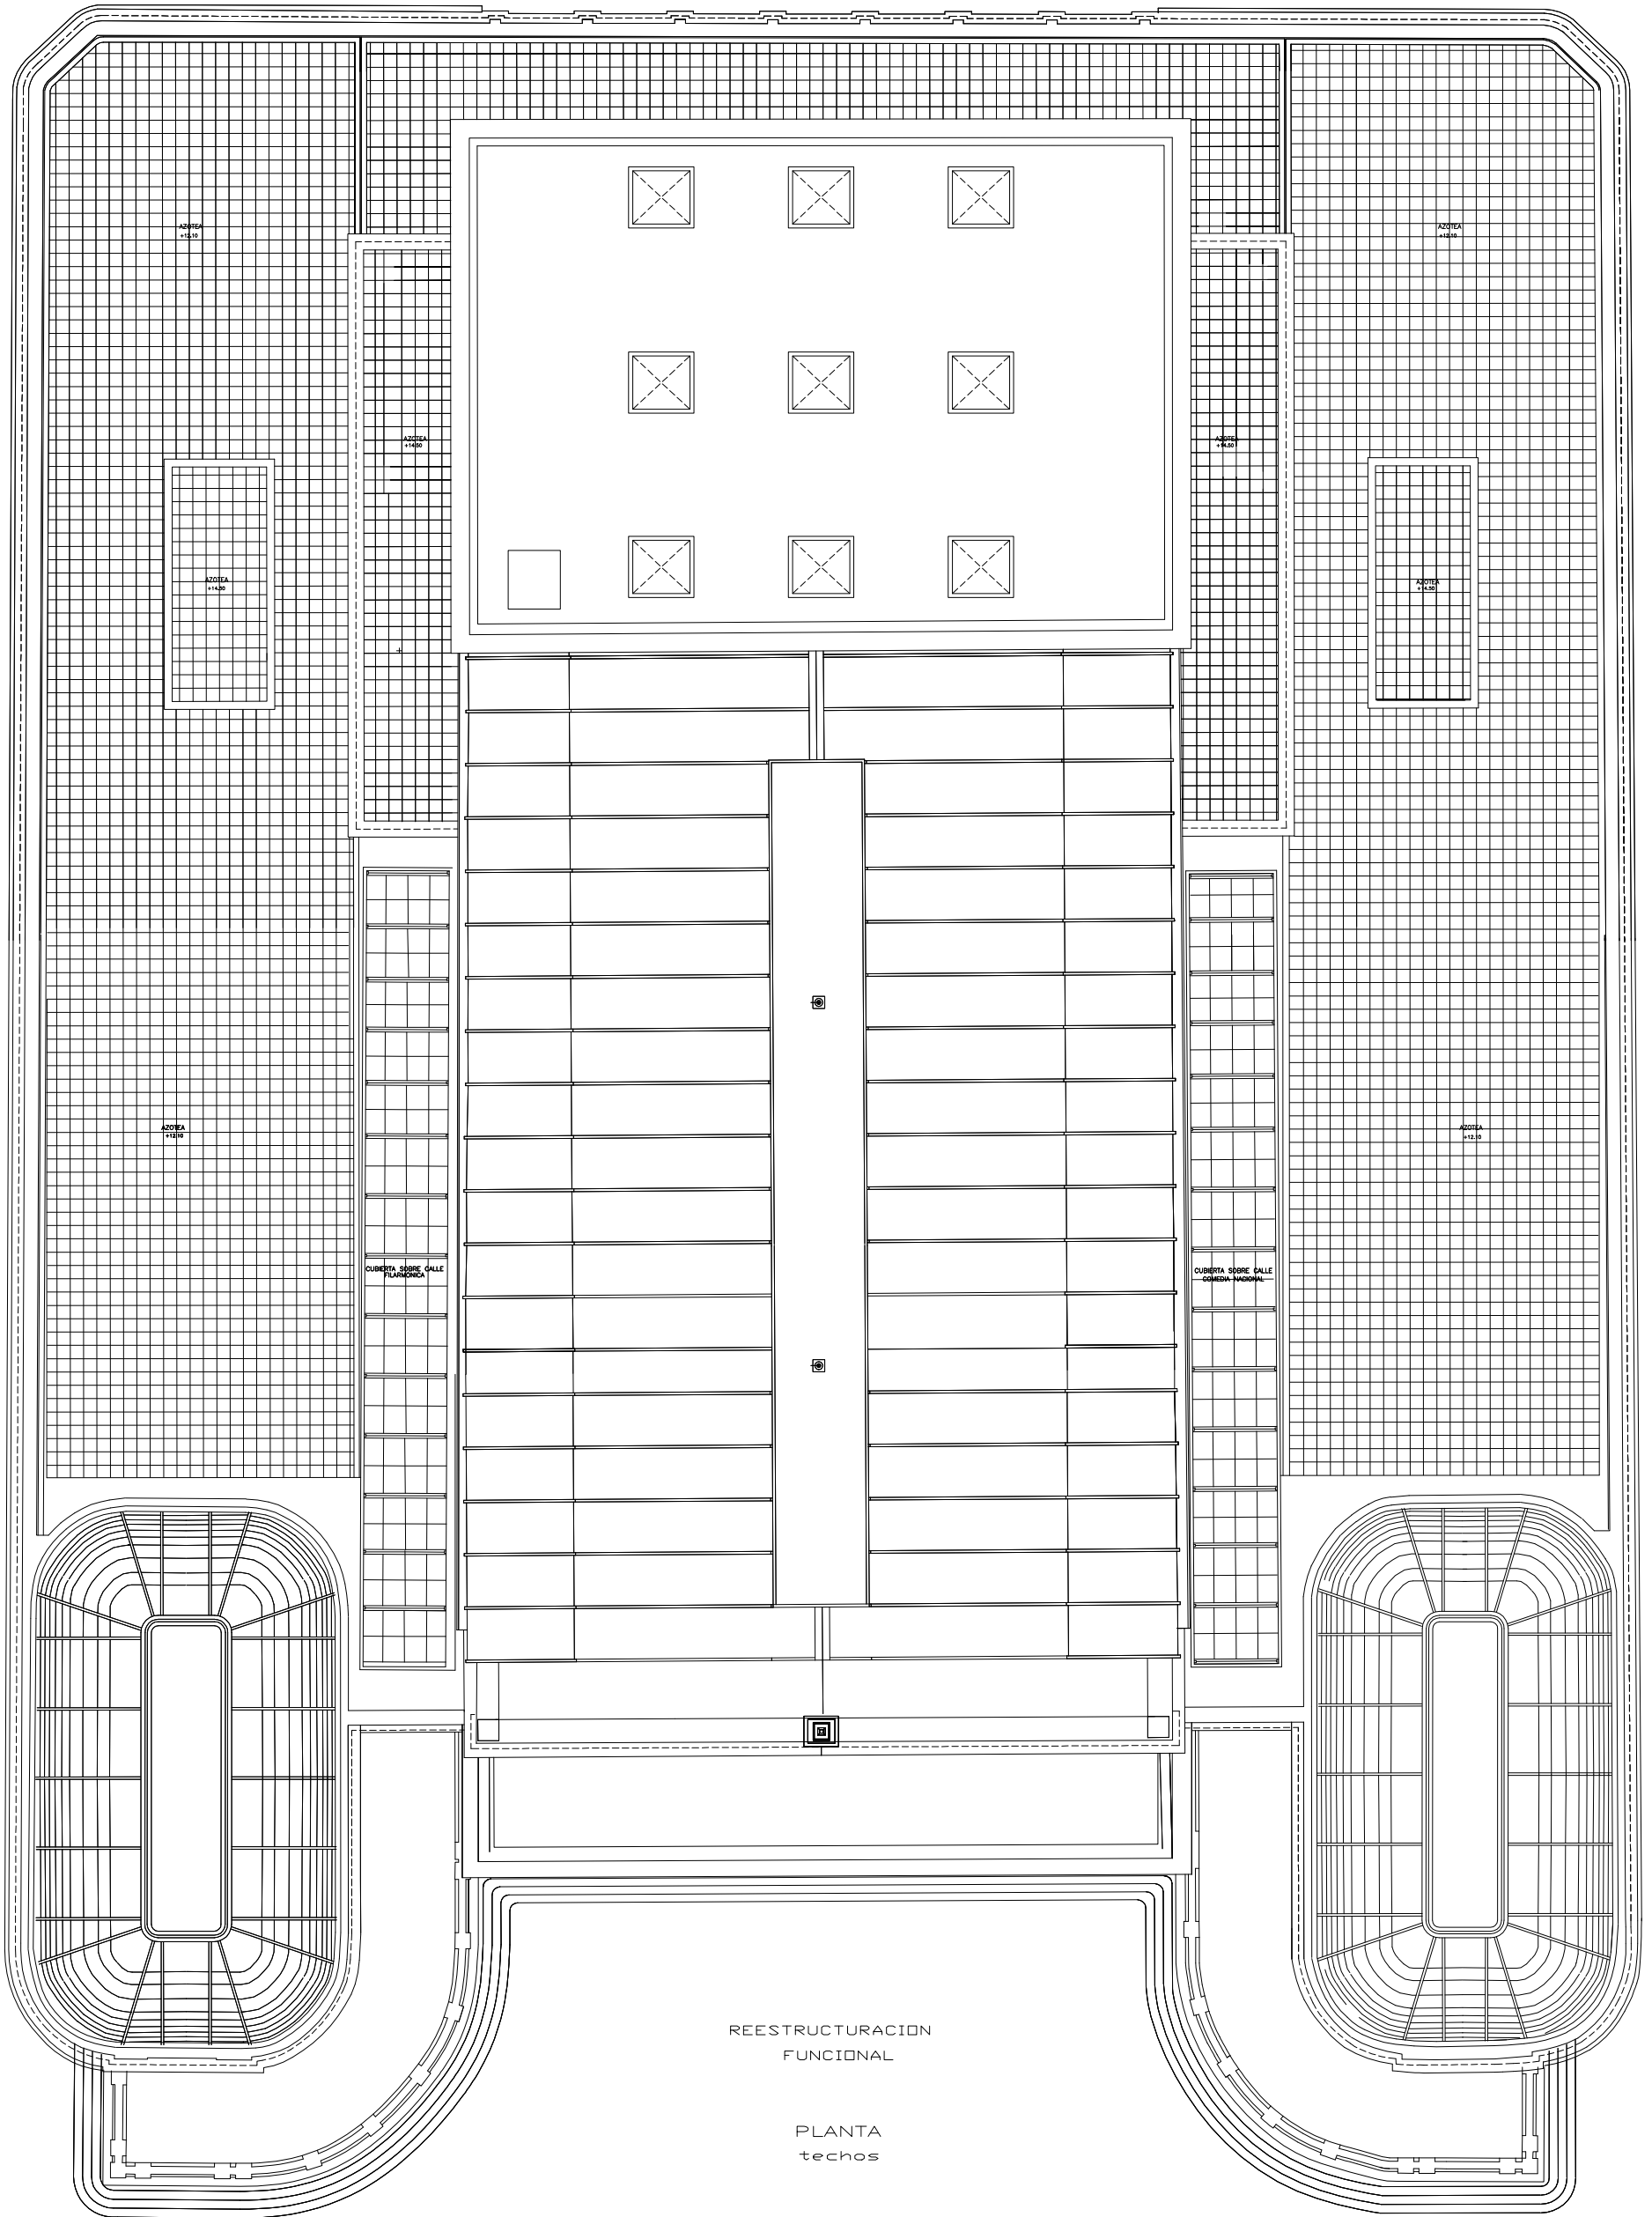 AZOTEA
+12.10
AZOTEA
+12.10
AZOTEA
+14.50
AZOTEA
+14.50
AZOTEA
+14.50
AZOTEA
+14.50
AZOTEA
+12.10
AZOTEA
+12.10
CUBIERTA SOBRE CALLE
FILARMONICA
CUBIERTA SOBRE CALLE
COMEDIA NACIONAL
REESTRUCTURACION
FUNCIONAL
PLANTA
techos